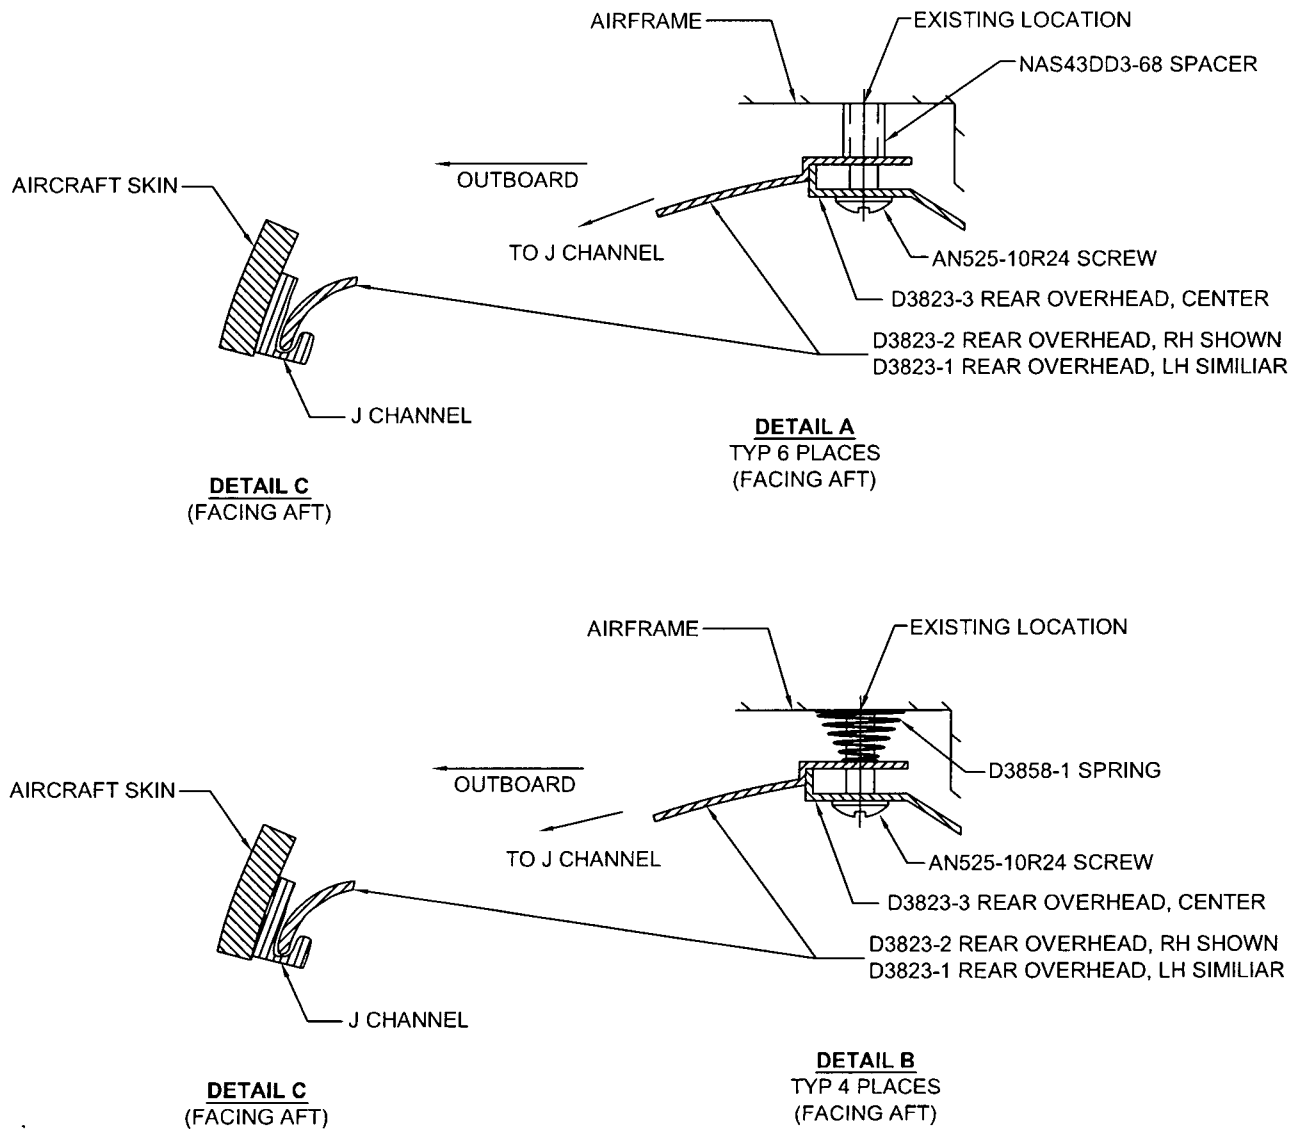 AIRFRAME
EXISTING LOCATION
NAS43DD3-68 SPACER
OUTBOARD
AIRCRAFT SKIN
TO J CHANNEL
AN525-10R24 SCREW
D3823-3 REAR OVERHEAD, CENTER
D3823-2 REAR OVERHEAD, RH SHOWN
D3823-1 REAR OVERHEAD, LH SIMILIAR
J CHANNEL
DETAIL A
TYP 6 PLACES
(FACING AFT)
DETAIL C
(FACING AFT)
AIRFRAME
EXISTING LOCATION
D3858-1 SPRING
OUTBOARD
AIRCRAFT SKIN
TO J CHANNEL
AN525-10R24 SCREW
D3823-3 REAR OVERHEAD, CENTER
D3823-2 REAR OVERHEAD, RH SHOWN
D3823-1 REAR OVERHEAD, LH SIMILIAR
J CHANNEL
DETAIL B
TYP 4 PLACES
(FACING AFT)
DETAIL C
(FACING AFT)